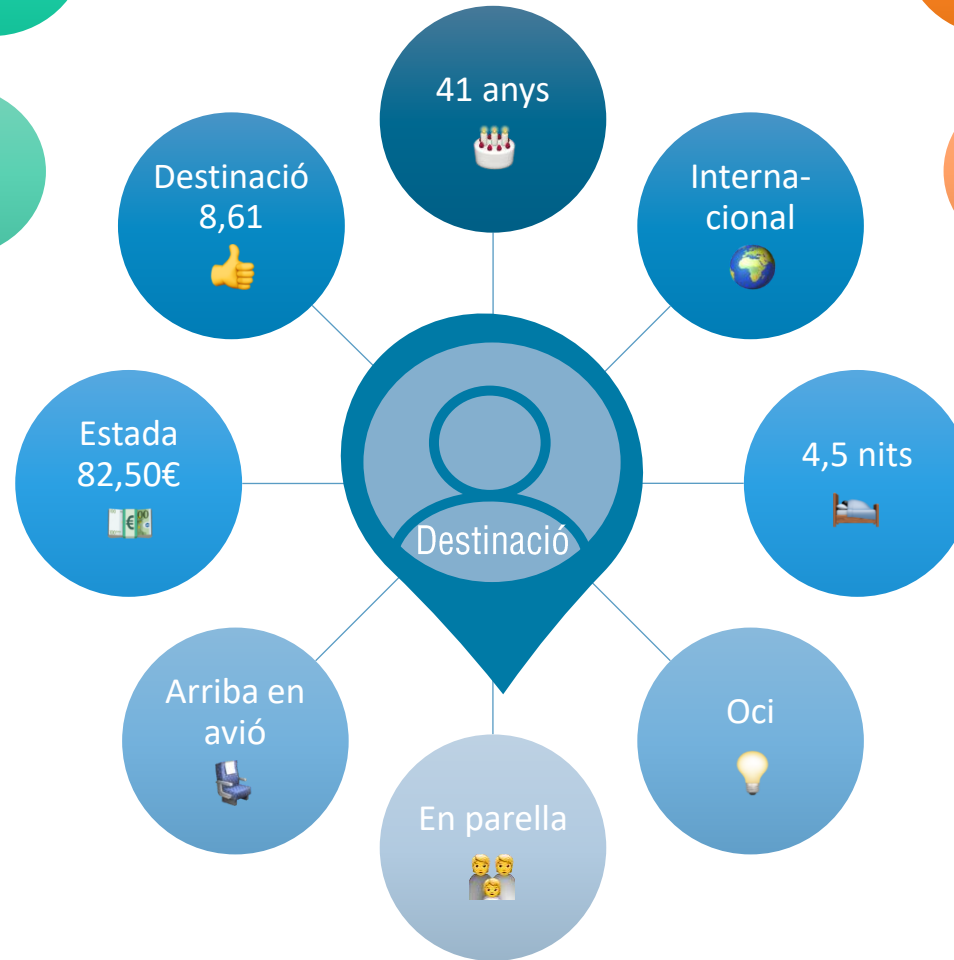 41 anys
Destinació
8,61
Interna-
cional
Estada
82,50€
4,5 nits
Destinació
Arriba en
avió
Oci
En parella